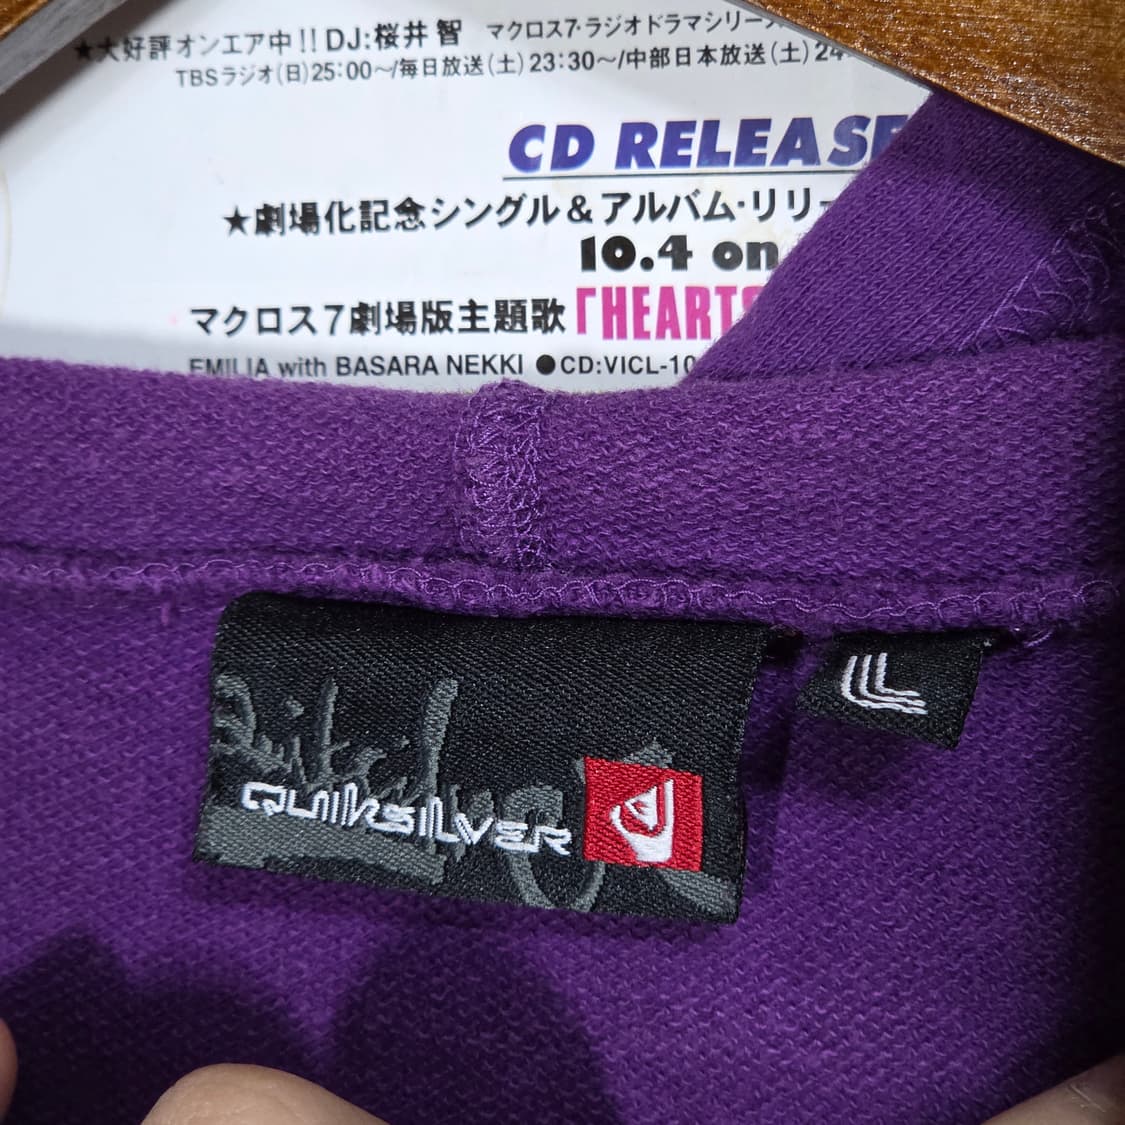 ★大好評オンエア中!!DJ:桜井 智 マクロス7・ラジオドラマシリーズ
TBSラジオ(日)25:00〜/毎日放送(土)23:30〜/中部日本放送(土)24
CD RELEASE
★劇場化記念シングル&アルバム・リリー
10.4 on
マクロス7劇場版主題歌「HEARTS
EMILIA with BASARA NEKKI ●CD:VICL-10
Quiksilver
QUIKSILVER
L